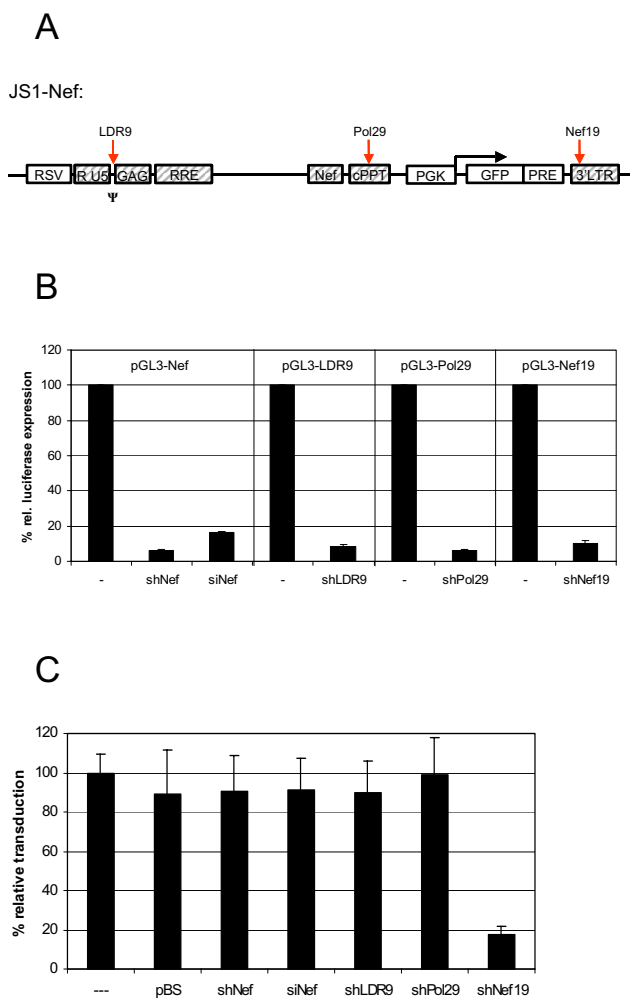 A
JS1-Nef:
LDR9 Pol29 Nef19
RSV R U5 GAG RRE Nef cPPT PGK GFP PRE 3'LTR
Ψ
B
% rel. luciferase expression
120
100
80
60
40
20
0
pGL3-Nef pGL3-LDR9 pGL3-Pol29 pGL3-Nef19
- shNef siNef - shLDR9 - shPol29 - shNef19
C
% relative transduction
120
100
80
60
40
20
0
--- pBS shNef siNef shLDR9 shPol29 shNef19